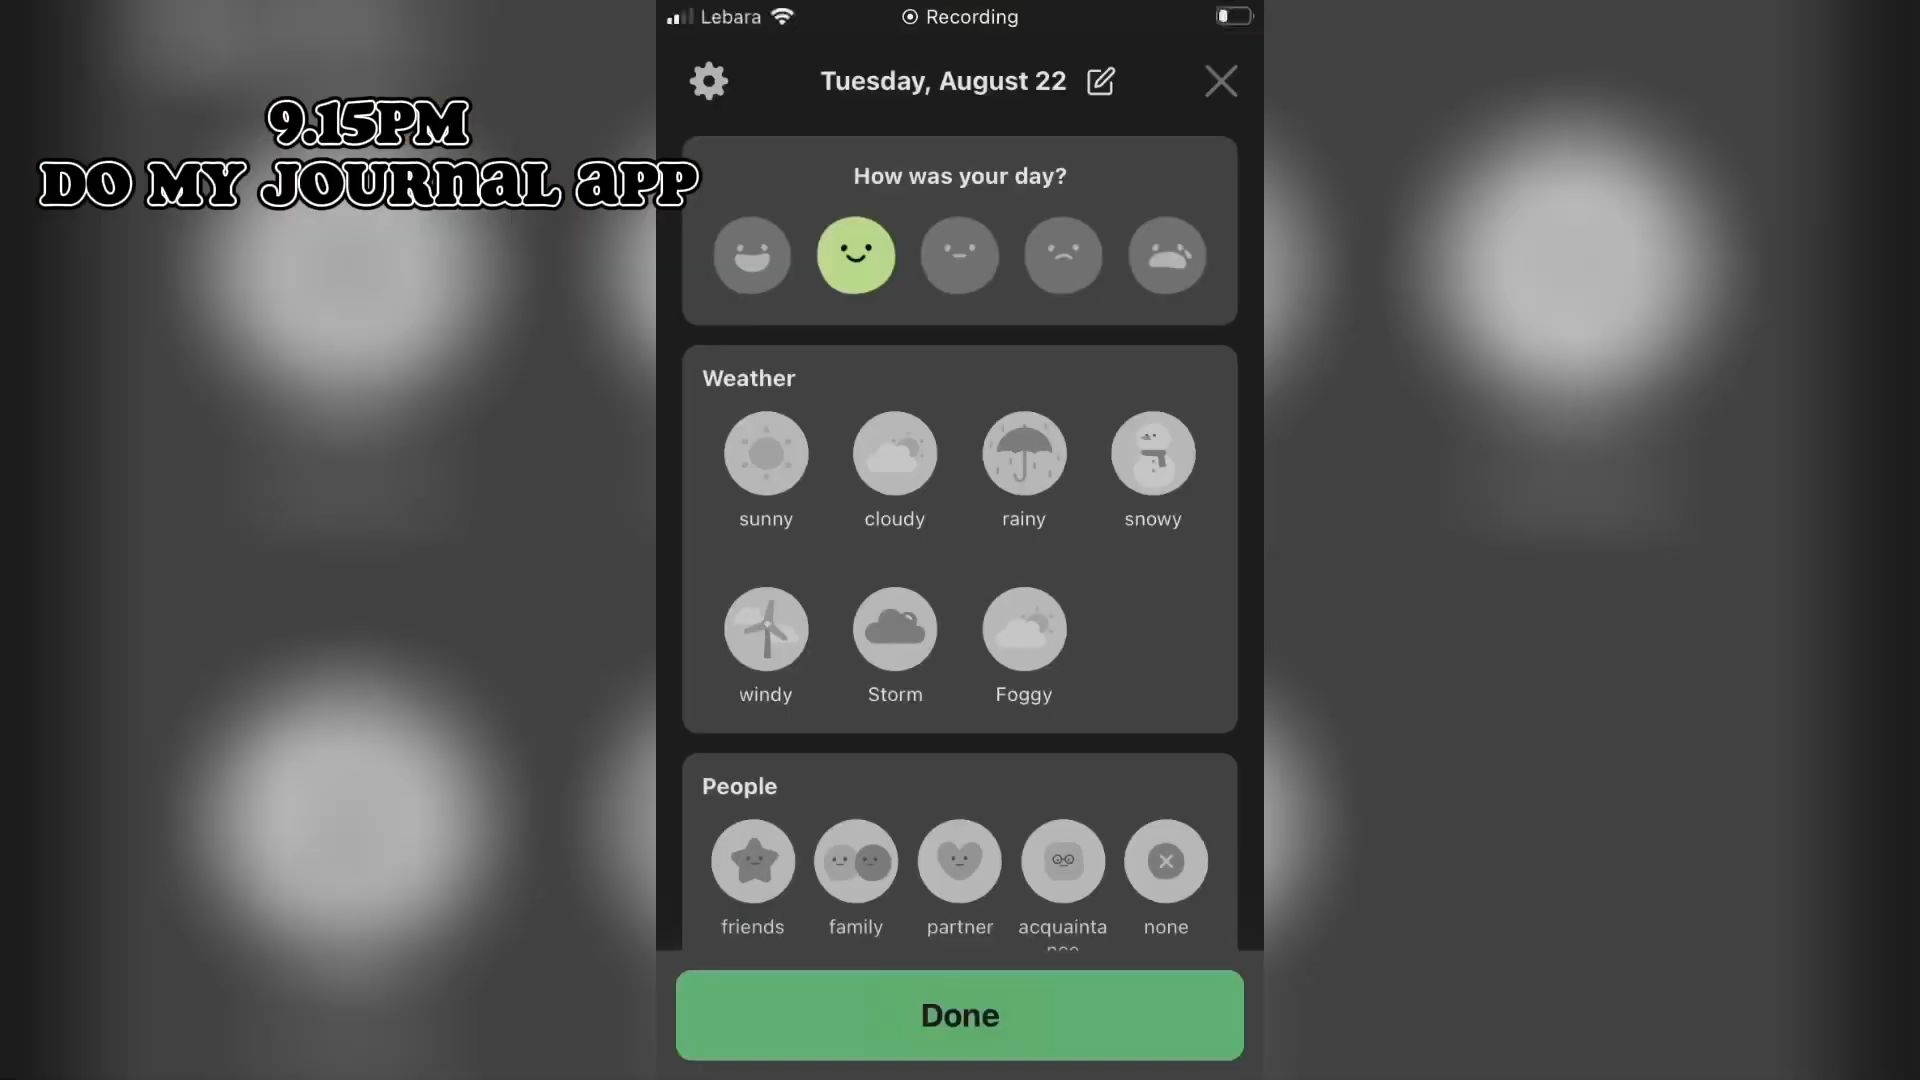 Lebara
Recording
Tuesday, August 22
9.15PM
DO MY JOURNAL APP
How was your day?
Weather
sunny
cloudy
rainy
snowy
windy
Storm
Foggy
People
friends
family
partner
acquainta
nce
none
Done